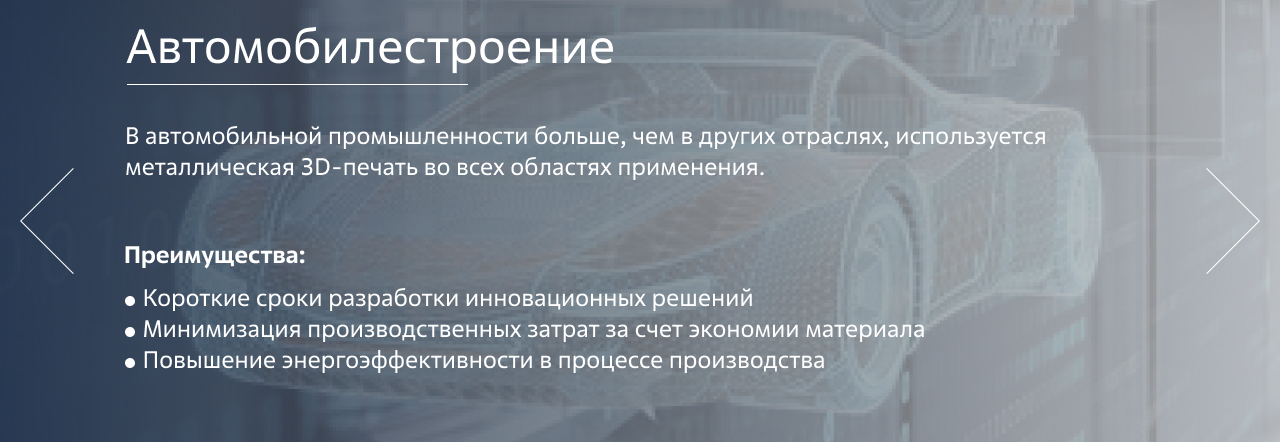 Автомобилестроение
В автомобильной промышленности больше, чем в других отраслях, используется
металлическая 3D-печать во всех областях применения.
Преимущества:
● Короткие сроки разработки инновационных решений
● Минимизация производственных затрат за счет экономии материала
● Повышение энергоэффективности в процессе производства